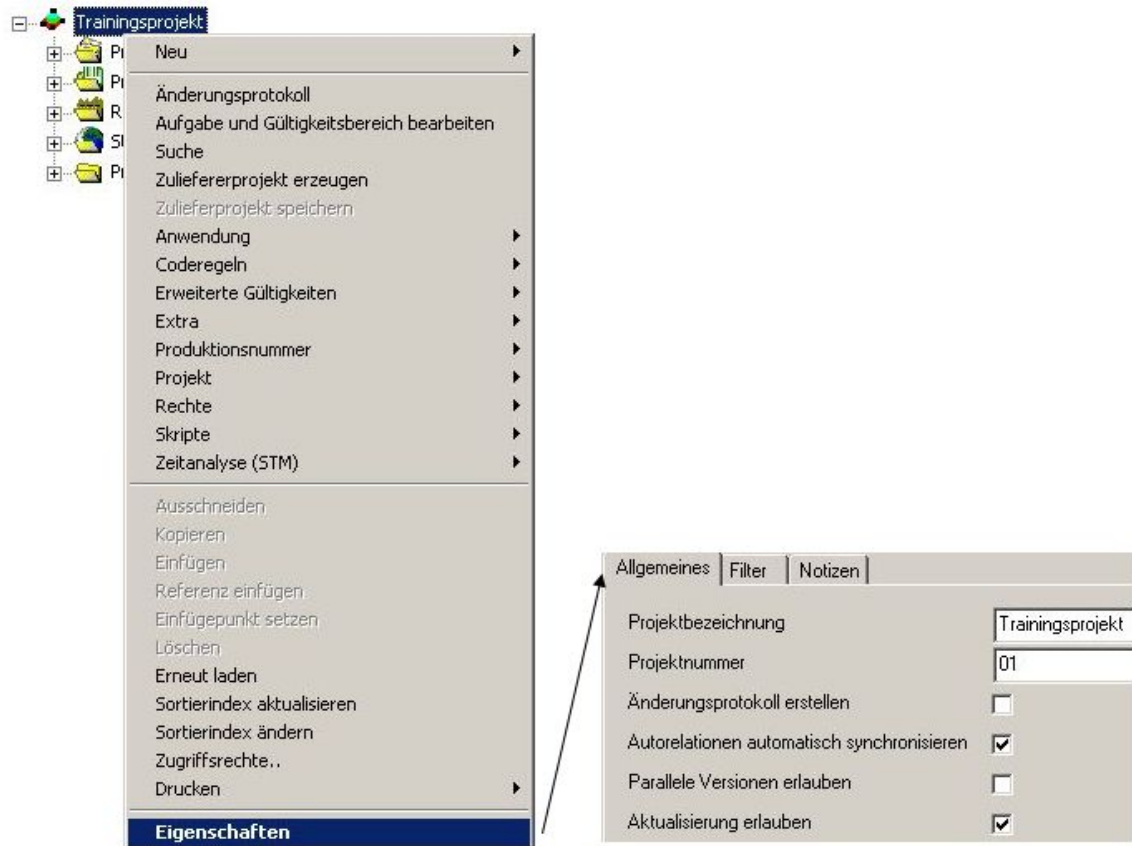 Trainingsprojekt
Neu
Änderungsprotokoll
Aufgabe und Gültigkeitsbereich bearbeiten
Suche
Zuliefererprojekt erzeugen
Zulieferprojekt speichern
Anwendung
Coderegeln
Erweiterte Gültigkeiten
Extra
Produktionsnummer
Projekt
Rechte
Skripte
Zeitanalyse (STM)
Ausschneiden
Kopieren
Einfügen
Referenz einfügen
Einfügepunkt setzen
Löschen
Erneut laden
Sortierindex aktualisieren
Sortierindex ändern
Zugriffsrechte..
Drucken
Eigenschaften
Allgemeines Filter Notizen
Projektbezeichnung Trainingsprojekt
Projektnummer 01
Änderungsprotokoll erstellen
Autorelationen automatisch synchronisieren
Parallele Versionen erlauben
Aktualisierung erlauben